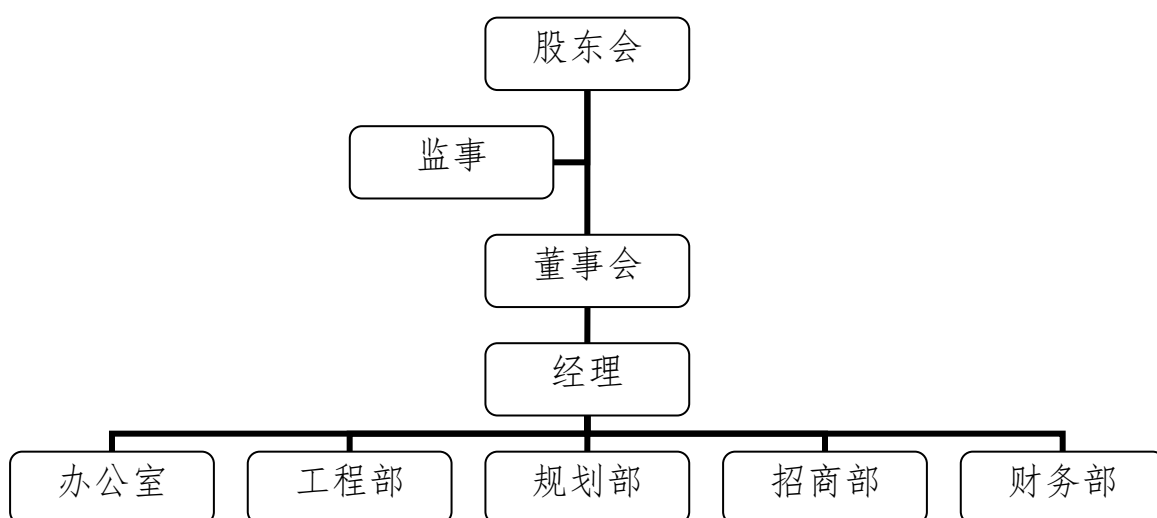 股东会
监事
董事会
经理
办公室
工程部
规划部
招商部
财务部